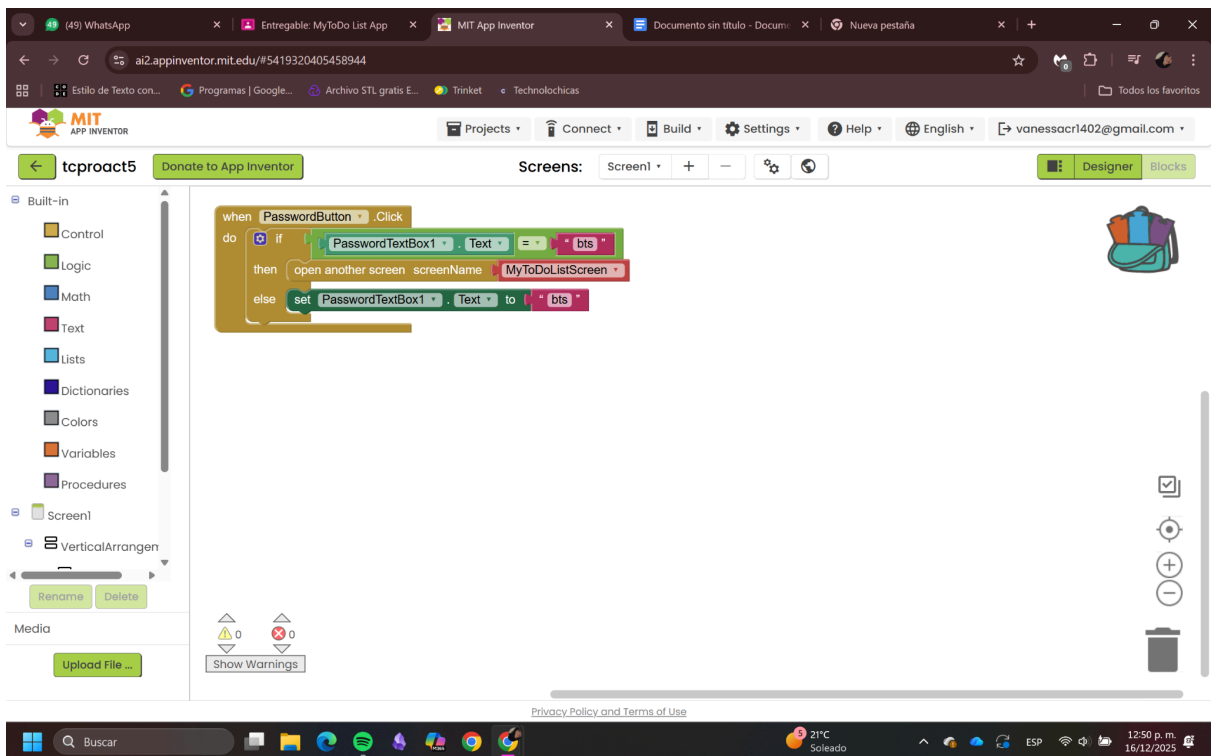 (49) WhatsApp
Entregable: MyToDo List App
MIT App Inventor
Documento sin título - Docume
Nueva pestaña
ai2.appinventor.mit.edu/#5419320405458944
Estilo de Texto con...
Programas | Google...
Archivo STL gratis E...
Trinket
Technolochicas
Todos los favoritos
MIT
APP INVENTOR
Projects
Connect
Build
Settings
Help
English
vanessacr1402@gmail.com
tcproact5
Donate to App Inventor
Screens:
Screen1
Designer
Blocks
Built-in
Control
Logic
Math
Text
Lists
Dictionaries
Colors
Variables
Procedures
Screen1
VerticalArrangem
Rename
Delete
Media
Upload File ...
when PasswordButton .Click
do if PasswordTextBox1 . Text = " bts "
then open another screen screenName MyToDoListScreen
else set PasswordTextBox1 . Text to " bts "
0
0
Show Warnings
Privacy Policy and Terms of Use
Buscar
5
21°C
Soleado
ESP
12:50 p. m.
16/12/2025